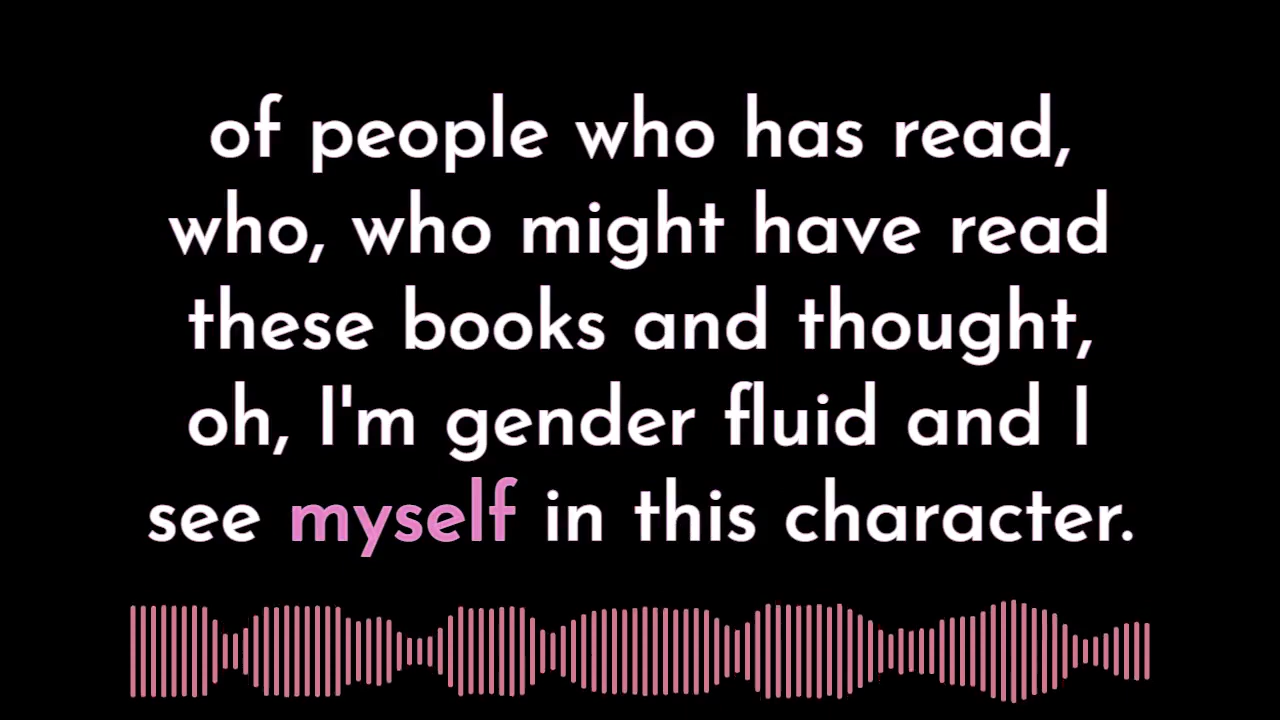 of people who has read,
who, who might have read
these books and thought,
oh, I'm gender fluid and I
see myself in this character.